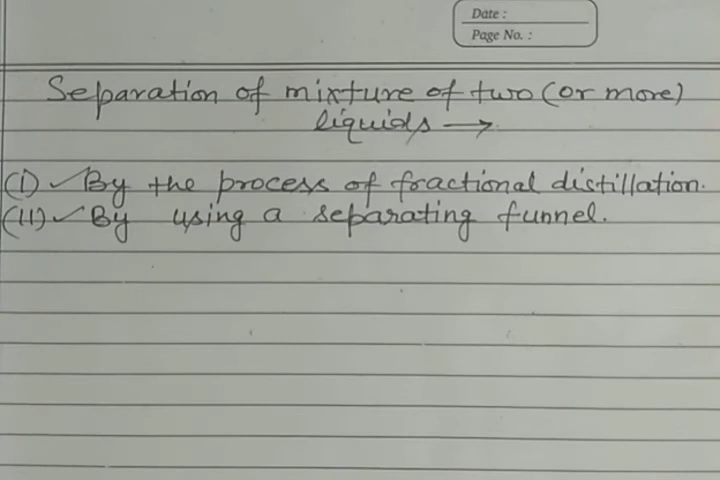 Date :
Page No. :
Separation of mixture of two (or more)
liquids →
(I) ✓ By the process of fractional distillation.
(II) ✓ By using a separating funnel.